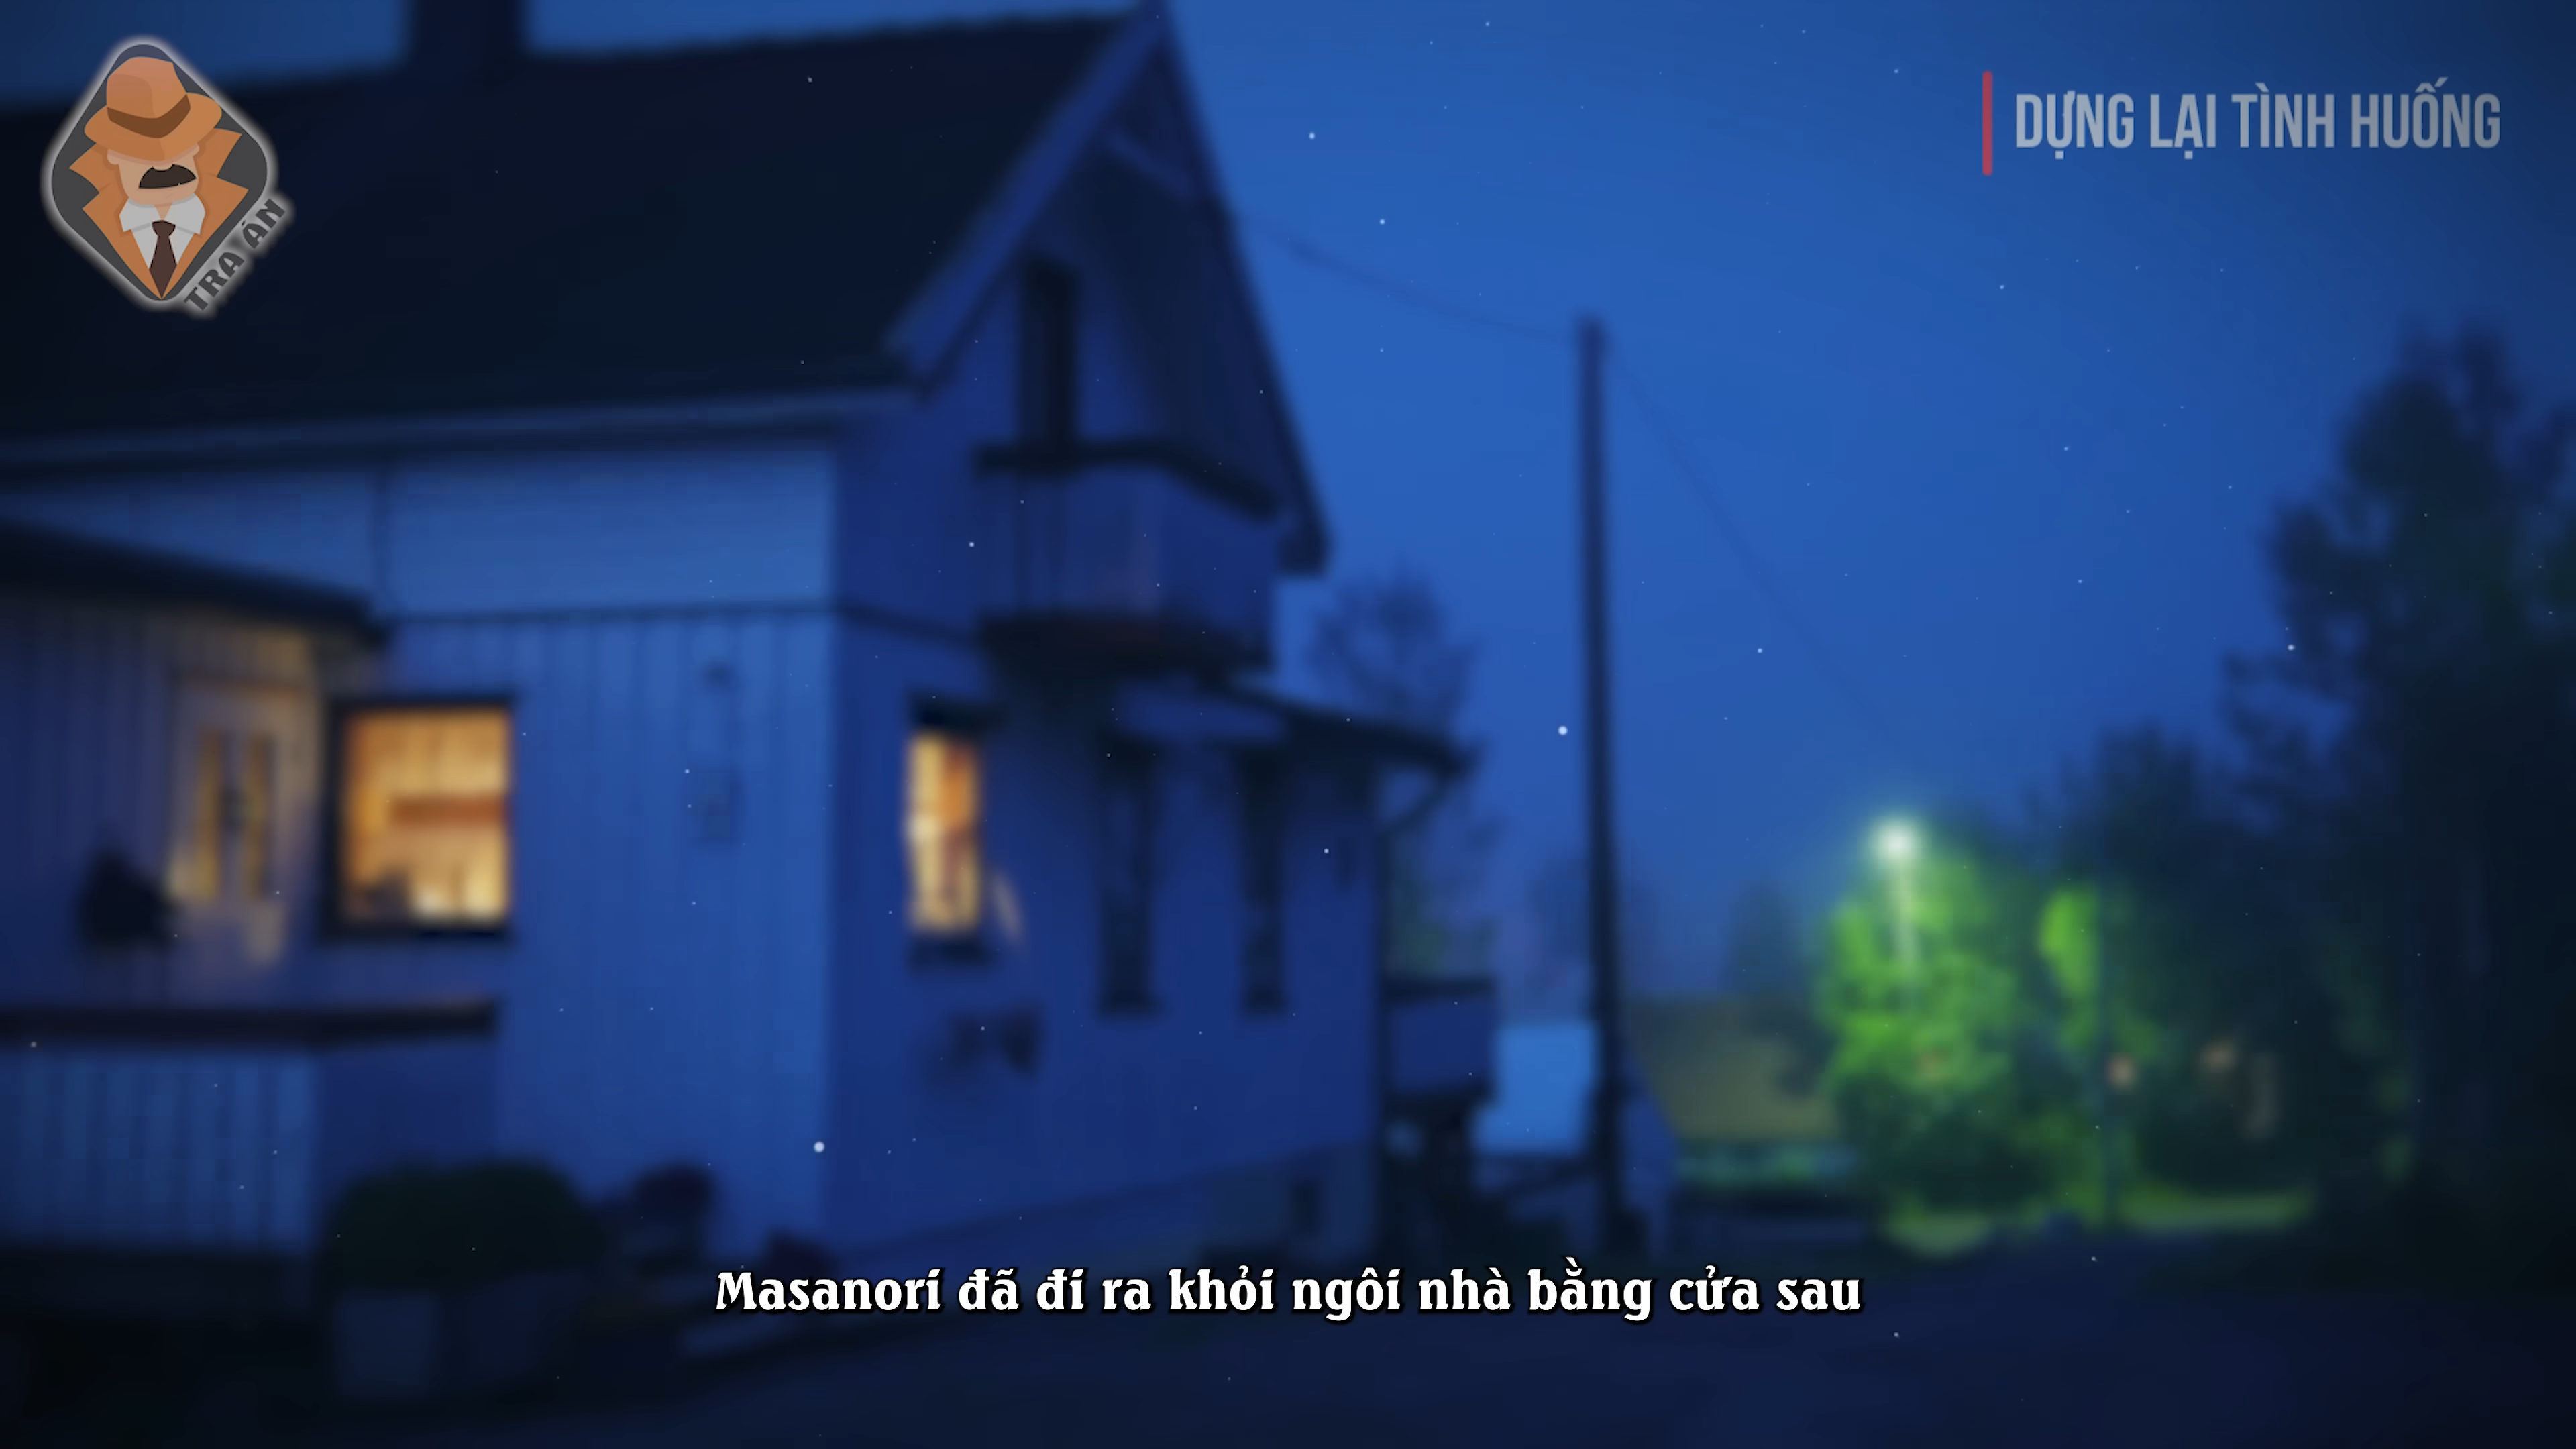 TRA ÁN
DỰNG LẠI TÌNH HUỐNG
Masanori đã đi ra khỏi ngôi nhà bằng cửa sau